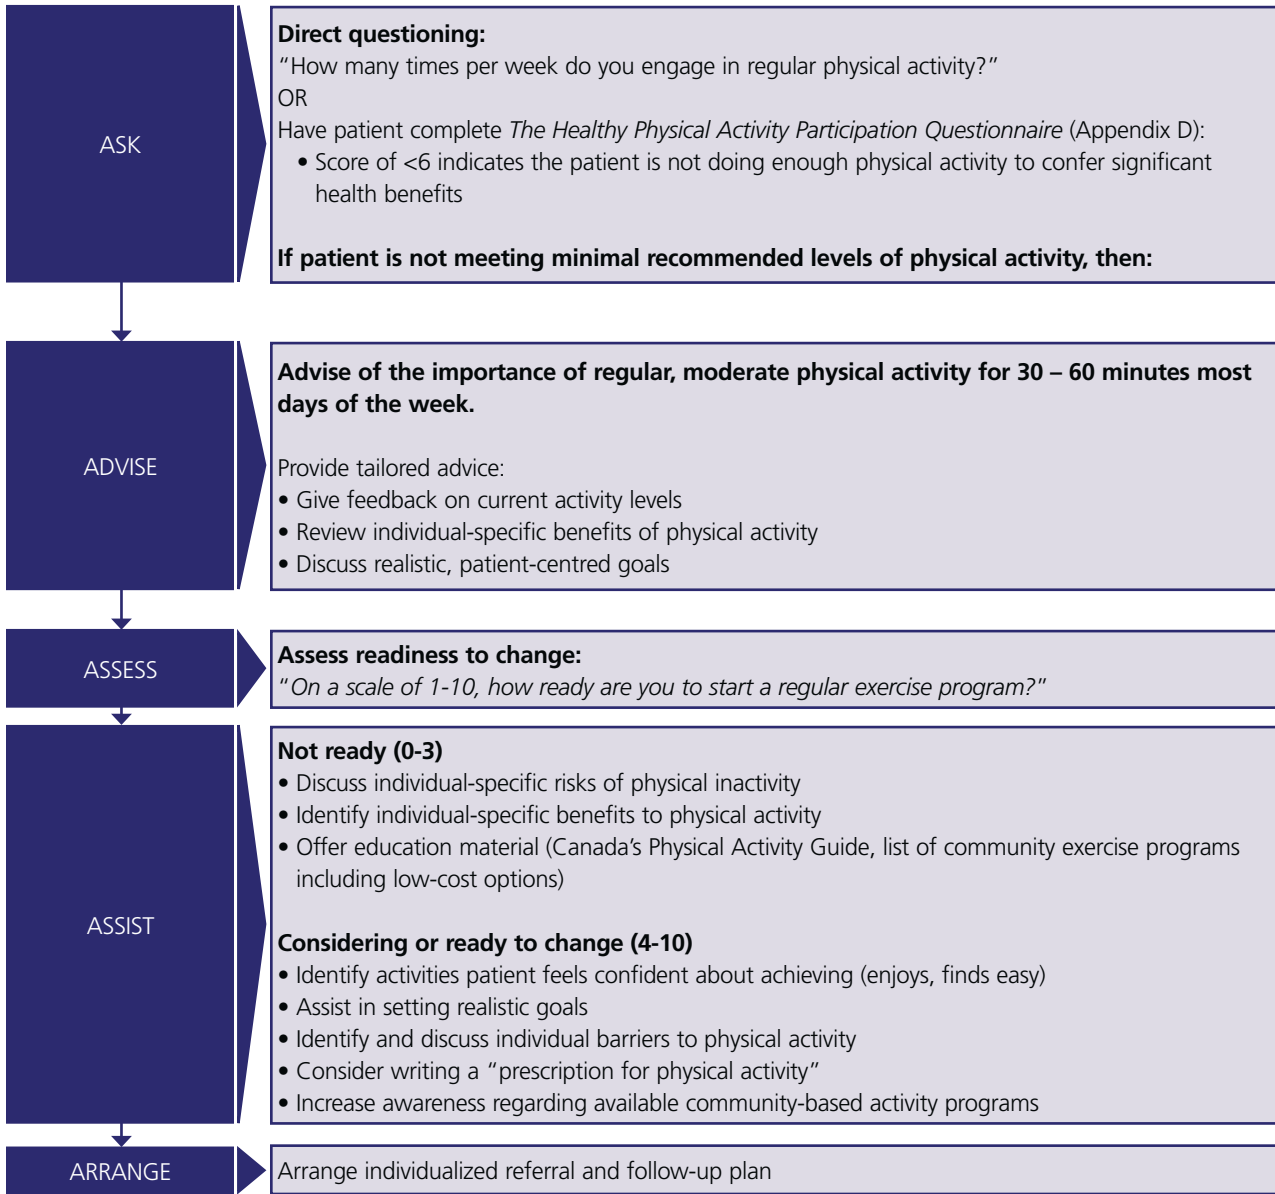 ASK
Direct questioning:
“How many times per week do you engage in regular physical activity?”
OR
Have patient complete The Healthy Physical Activity Participation Questionnaire (Appendix D):
• Score of <6 indicates the patient is not doing enough physical activity to confer significant
health benefits
If patient is not meeting minimal recommended levels of physical activity, then:
ADVISE
Advise of the importance of regular, moderate physical activity for 30 – 60 minutes most
days of the week.
Provide tailored advice:
• Give feedback on current activity levels
• Review individual-specific benefits of physical activity
• Discuss realistic, patient-centred goals
ASSESS
Assess readiness to change:
“On a scale of 1-10, how ready are you to start a regular exercise program?”
ASSIST
Not ready (0-3)
• Discuss individual-specific risks of physical inactivity
• Identify individual-specific benefits to physical activity
• Offer education material (Canada’s Physical Activity Guide, list of community exercise programs
including low-cost options)
Considering or ready to change (4-10)
• Identify activities patient feels confident about achieving (enjoys, finds easy)
• Assist in setting realistic goals
• Identify and discuss individual barriers to physical activity
• Consider writing a “prescription for physical activity”
• Increase awareness regarding available community-based activity programs
ARRANGE
Arrange individualized referral and follow-up plan